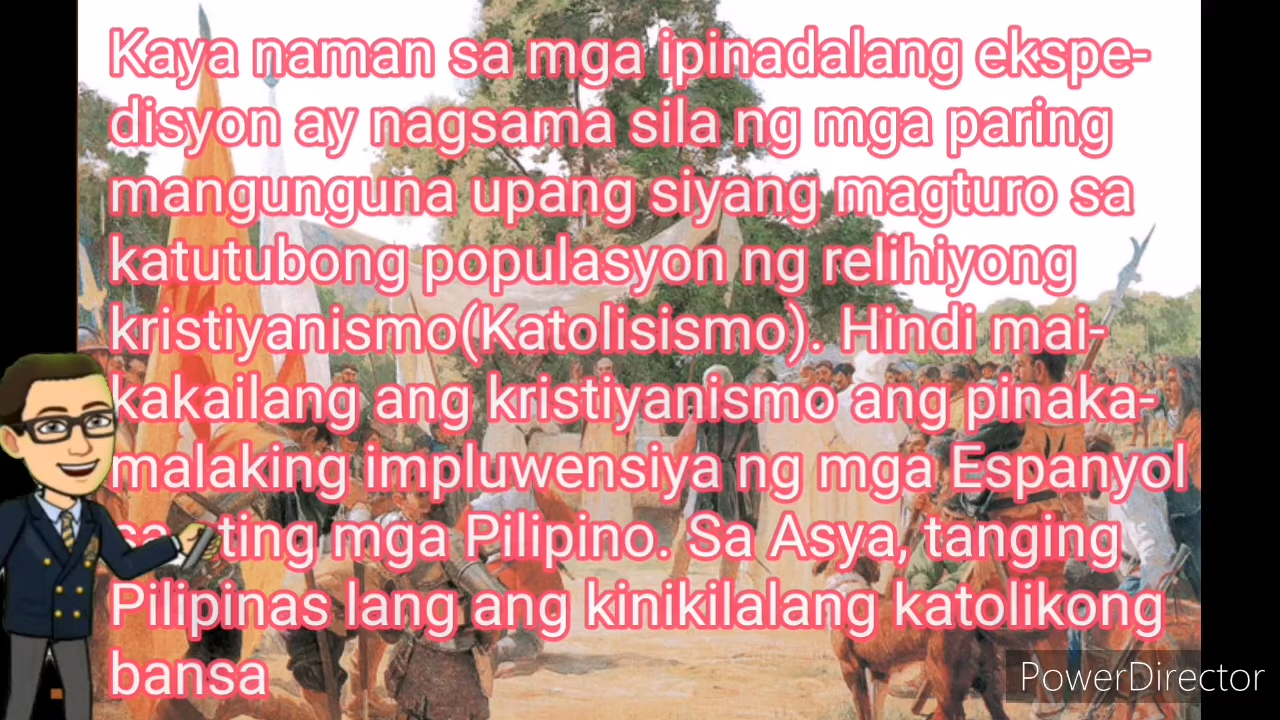 Kaya naman sa mga ipinadalang ekspe-
disyon ay nagsama sila ng mga paring
mangunguna upang siyang magturo sa
katutubong populasyon ng relihiyong
kristiyanismo(Katolisismo). Hindi mai-
kakailang ang kristiyanismo ang pinaka-
malaking impluwensiya ng mga Espanyol
sa ting mga Pilipino. Sa Asya, tanging
Pilipinas lang ang kinikilalang katolikong
bansa
PowerDirector